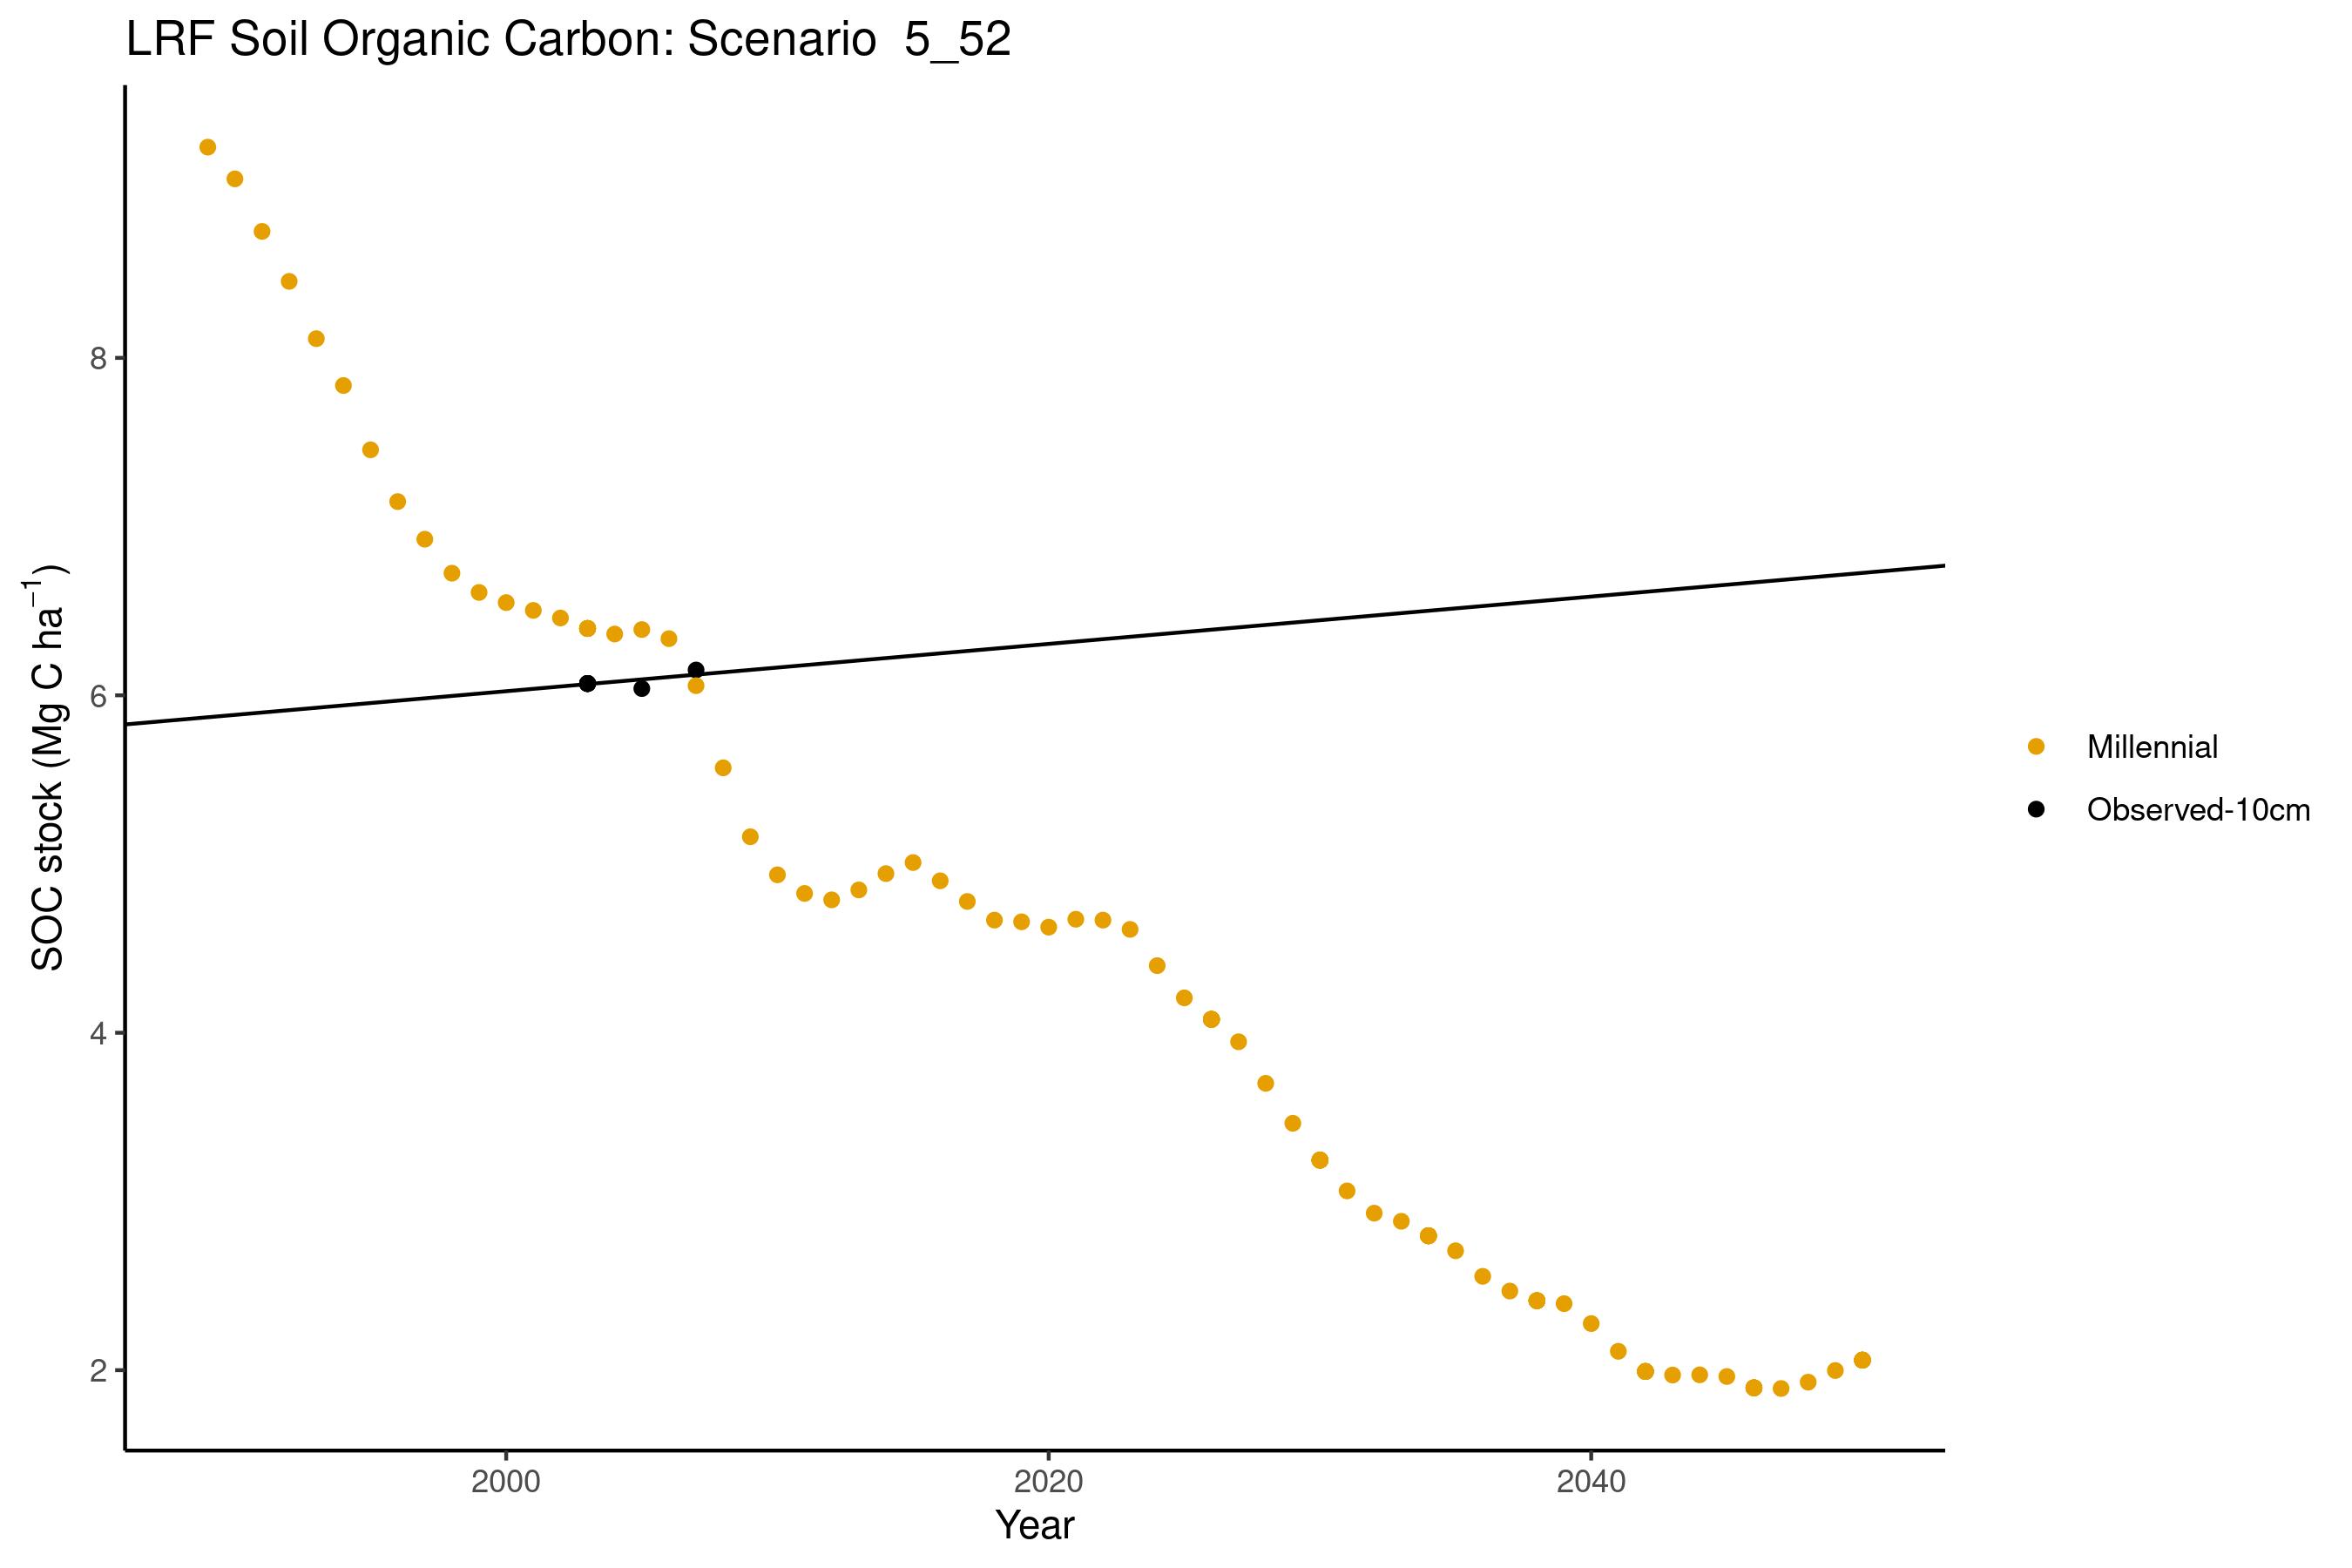 LRF Soil Organic Carbon: Scenario  5_52
SOC stock (Mg C ha⁻¹)
8
6
4
2
2000
2020
2040
Year
Millennial
Observed-10cm